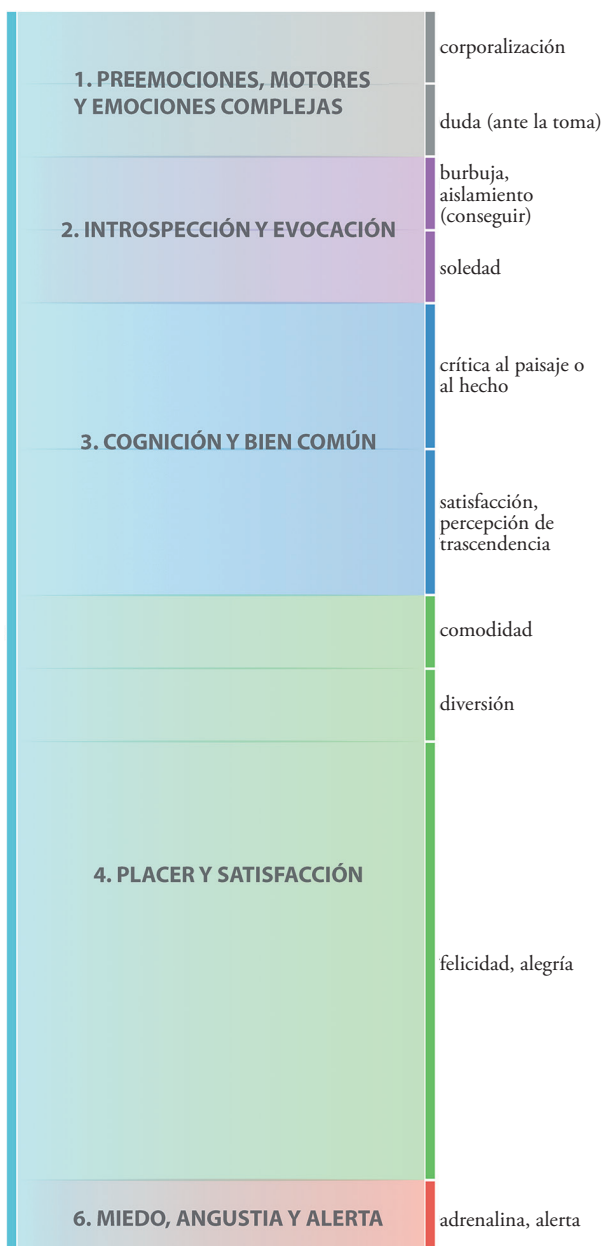 corporalización
1. PREEMOCIONES, MOTORES
Y EMOCIONES COMPLEJAS
duda (ante la toma)
burbuja,
aislamiento
(conseguir)
2. INTROSPECCIÓN Y EVOCACIÓN
soledad
crítica al paisaje o
al hecho
3. COGNICIÓN Y BIEN COMÚN
satisfacción,
percepción de
trascendencia
comodidad
diversión
4. PLACER Y SATISFACCIÓN
felicidad, alegría
6. MIEDO, ANGUSTIA Y ALERTA
adrenalina, alerta